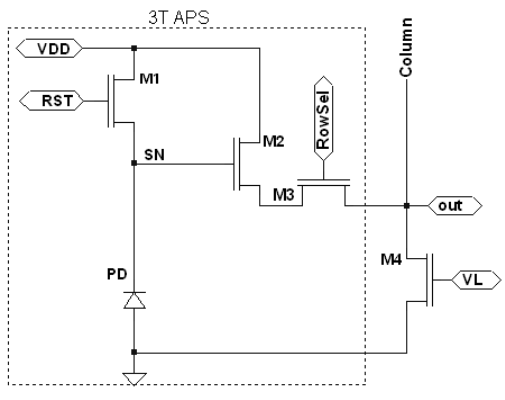 3T APS
VDD
M1
RST
SN
M2
RowSel
Column
M3
out
M4
VL
PD